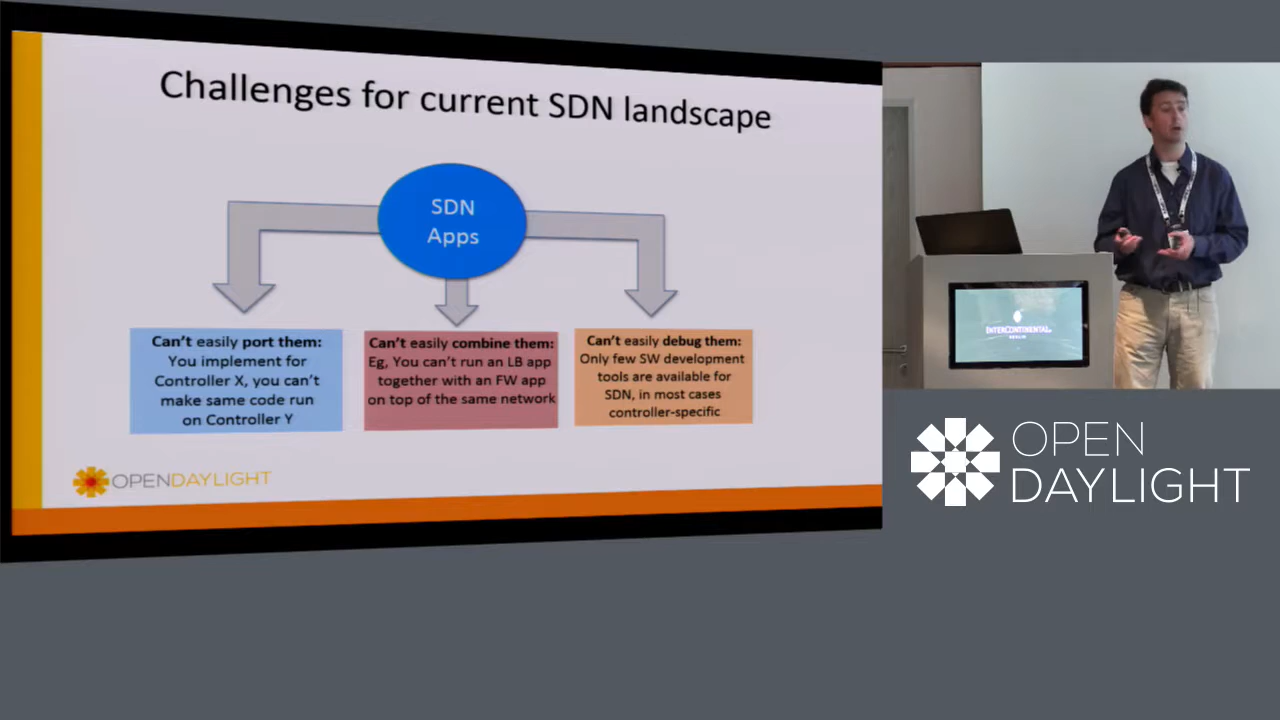 Challenges for current SDN landscape
SDN
Apps
Can't easily port them:
You implement for
Controller X, you can't
make same code run
on Controller Y
Can't easily combine them:
Eg, You can't run an LB app
together with an FW app
on top of the same network
Can't easily debug them:
Only few SW development
tools are available for
SDN, in most cases
controller-specific
OPENDAYLIGHT
INTERCONTINENTAL
BERLIN
OPEN
DAYLIGHT